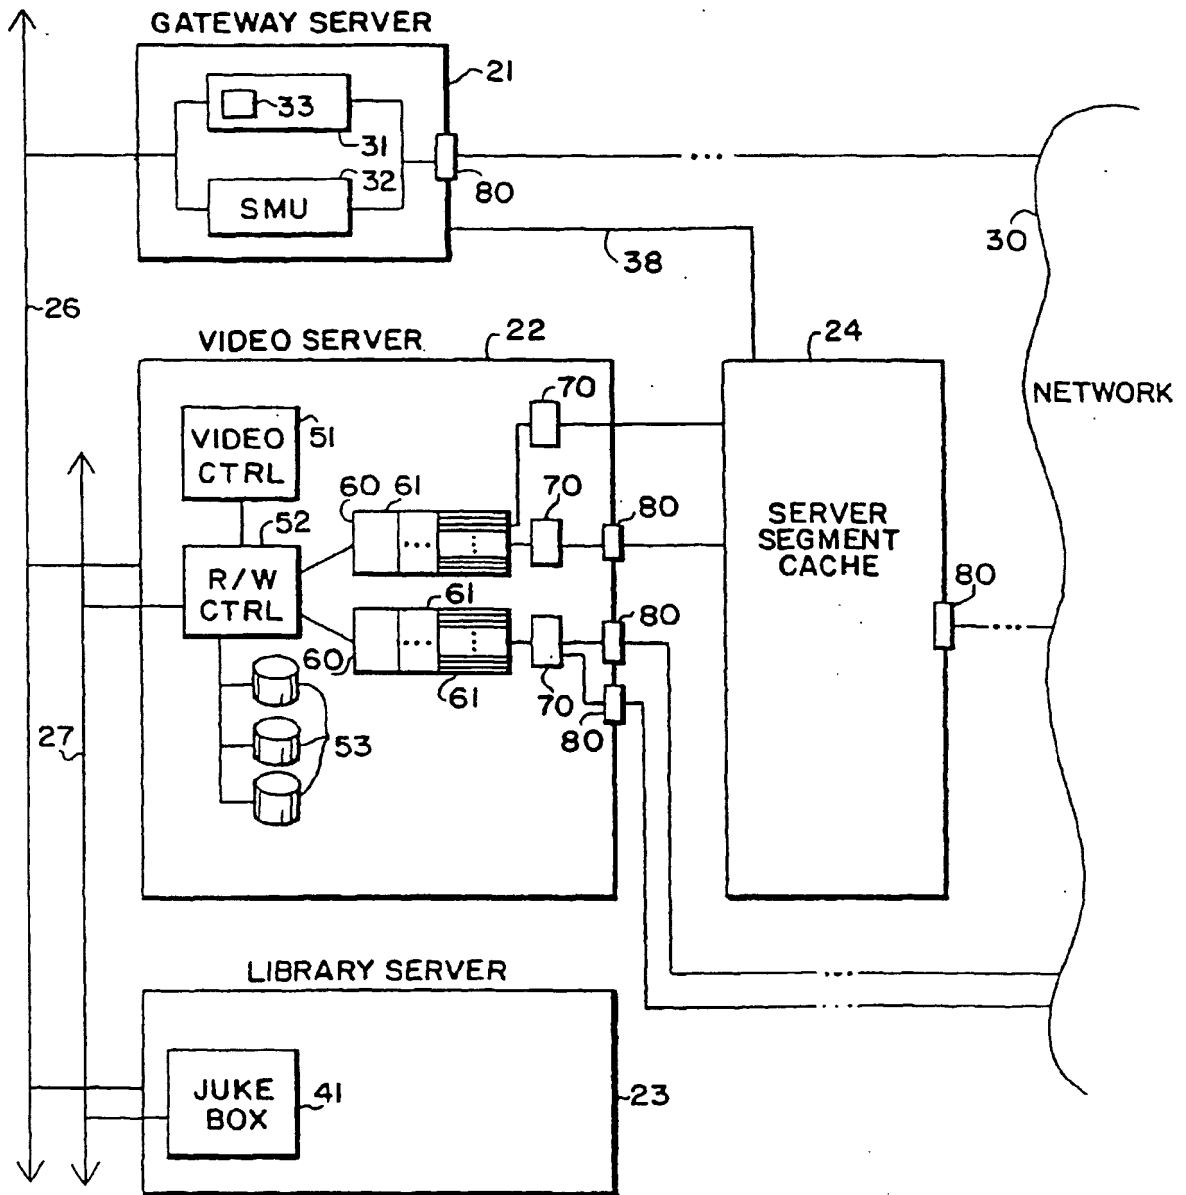 GATEWAY SERVER
21
33
31
32
SMU
80
30
38
26
VIDEO SERVER
22
24
70
NETWORK
VIDEO
CTRL
51
60
61
70
80
52
SERVER
SEGMENT
CACHE
R/W
CTRL
61
80
80
60
61
70
80
27
53
LIBRARY SERVER
JUKE
BOX
41
23